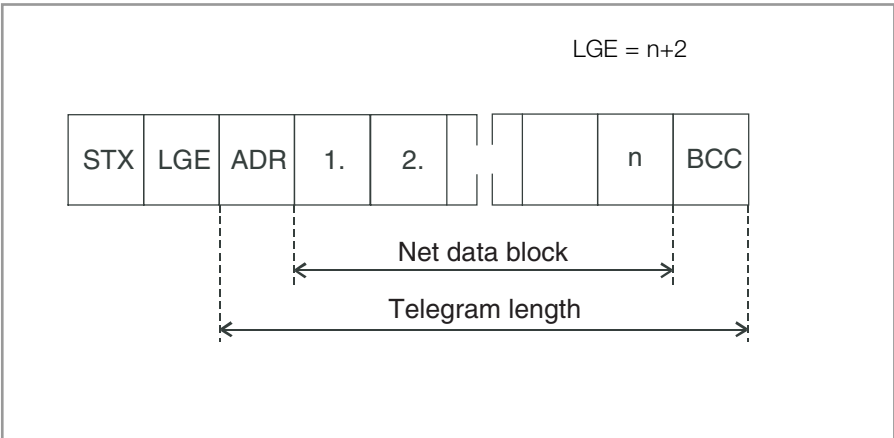 LGE = n+2
STX LGE ADR 1. 2. n BCC
Net data block
Telegram length